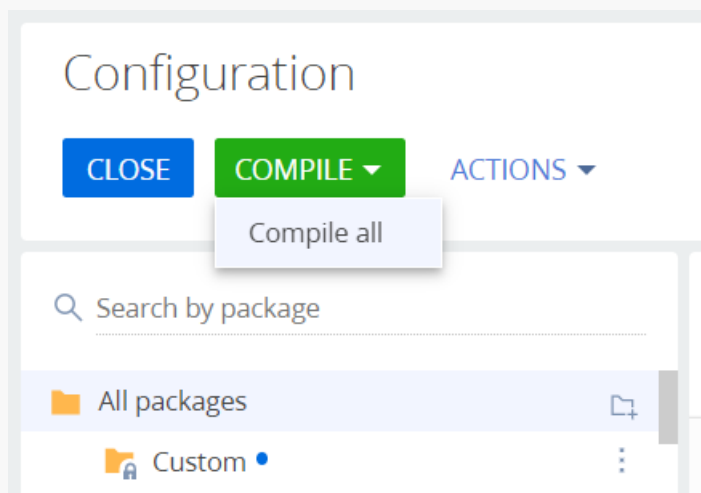 Configuration
CLOSE COMPILE ACTIONS
Compile all
Search by package
All packages
Custom